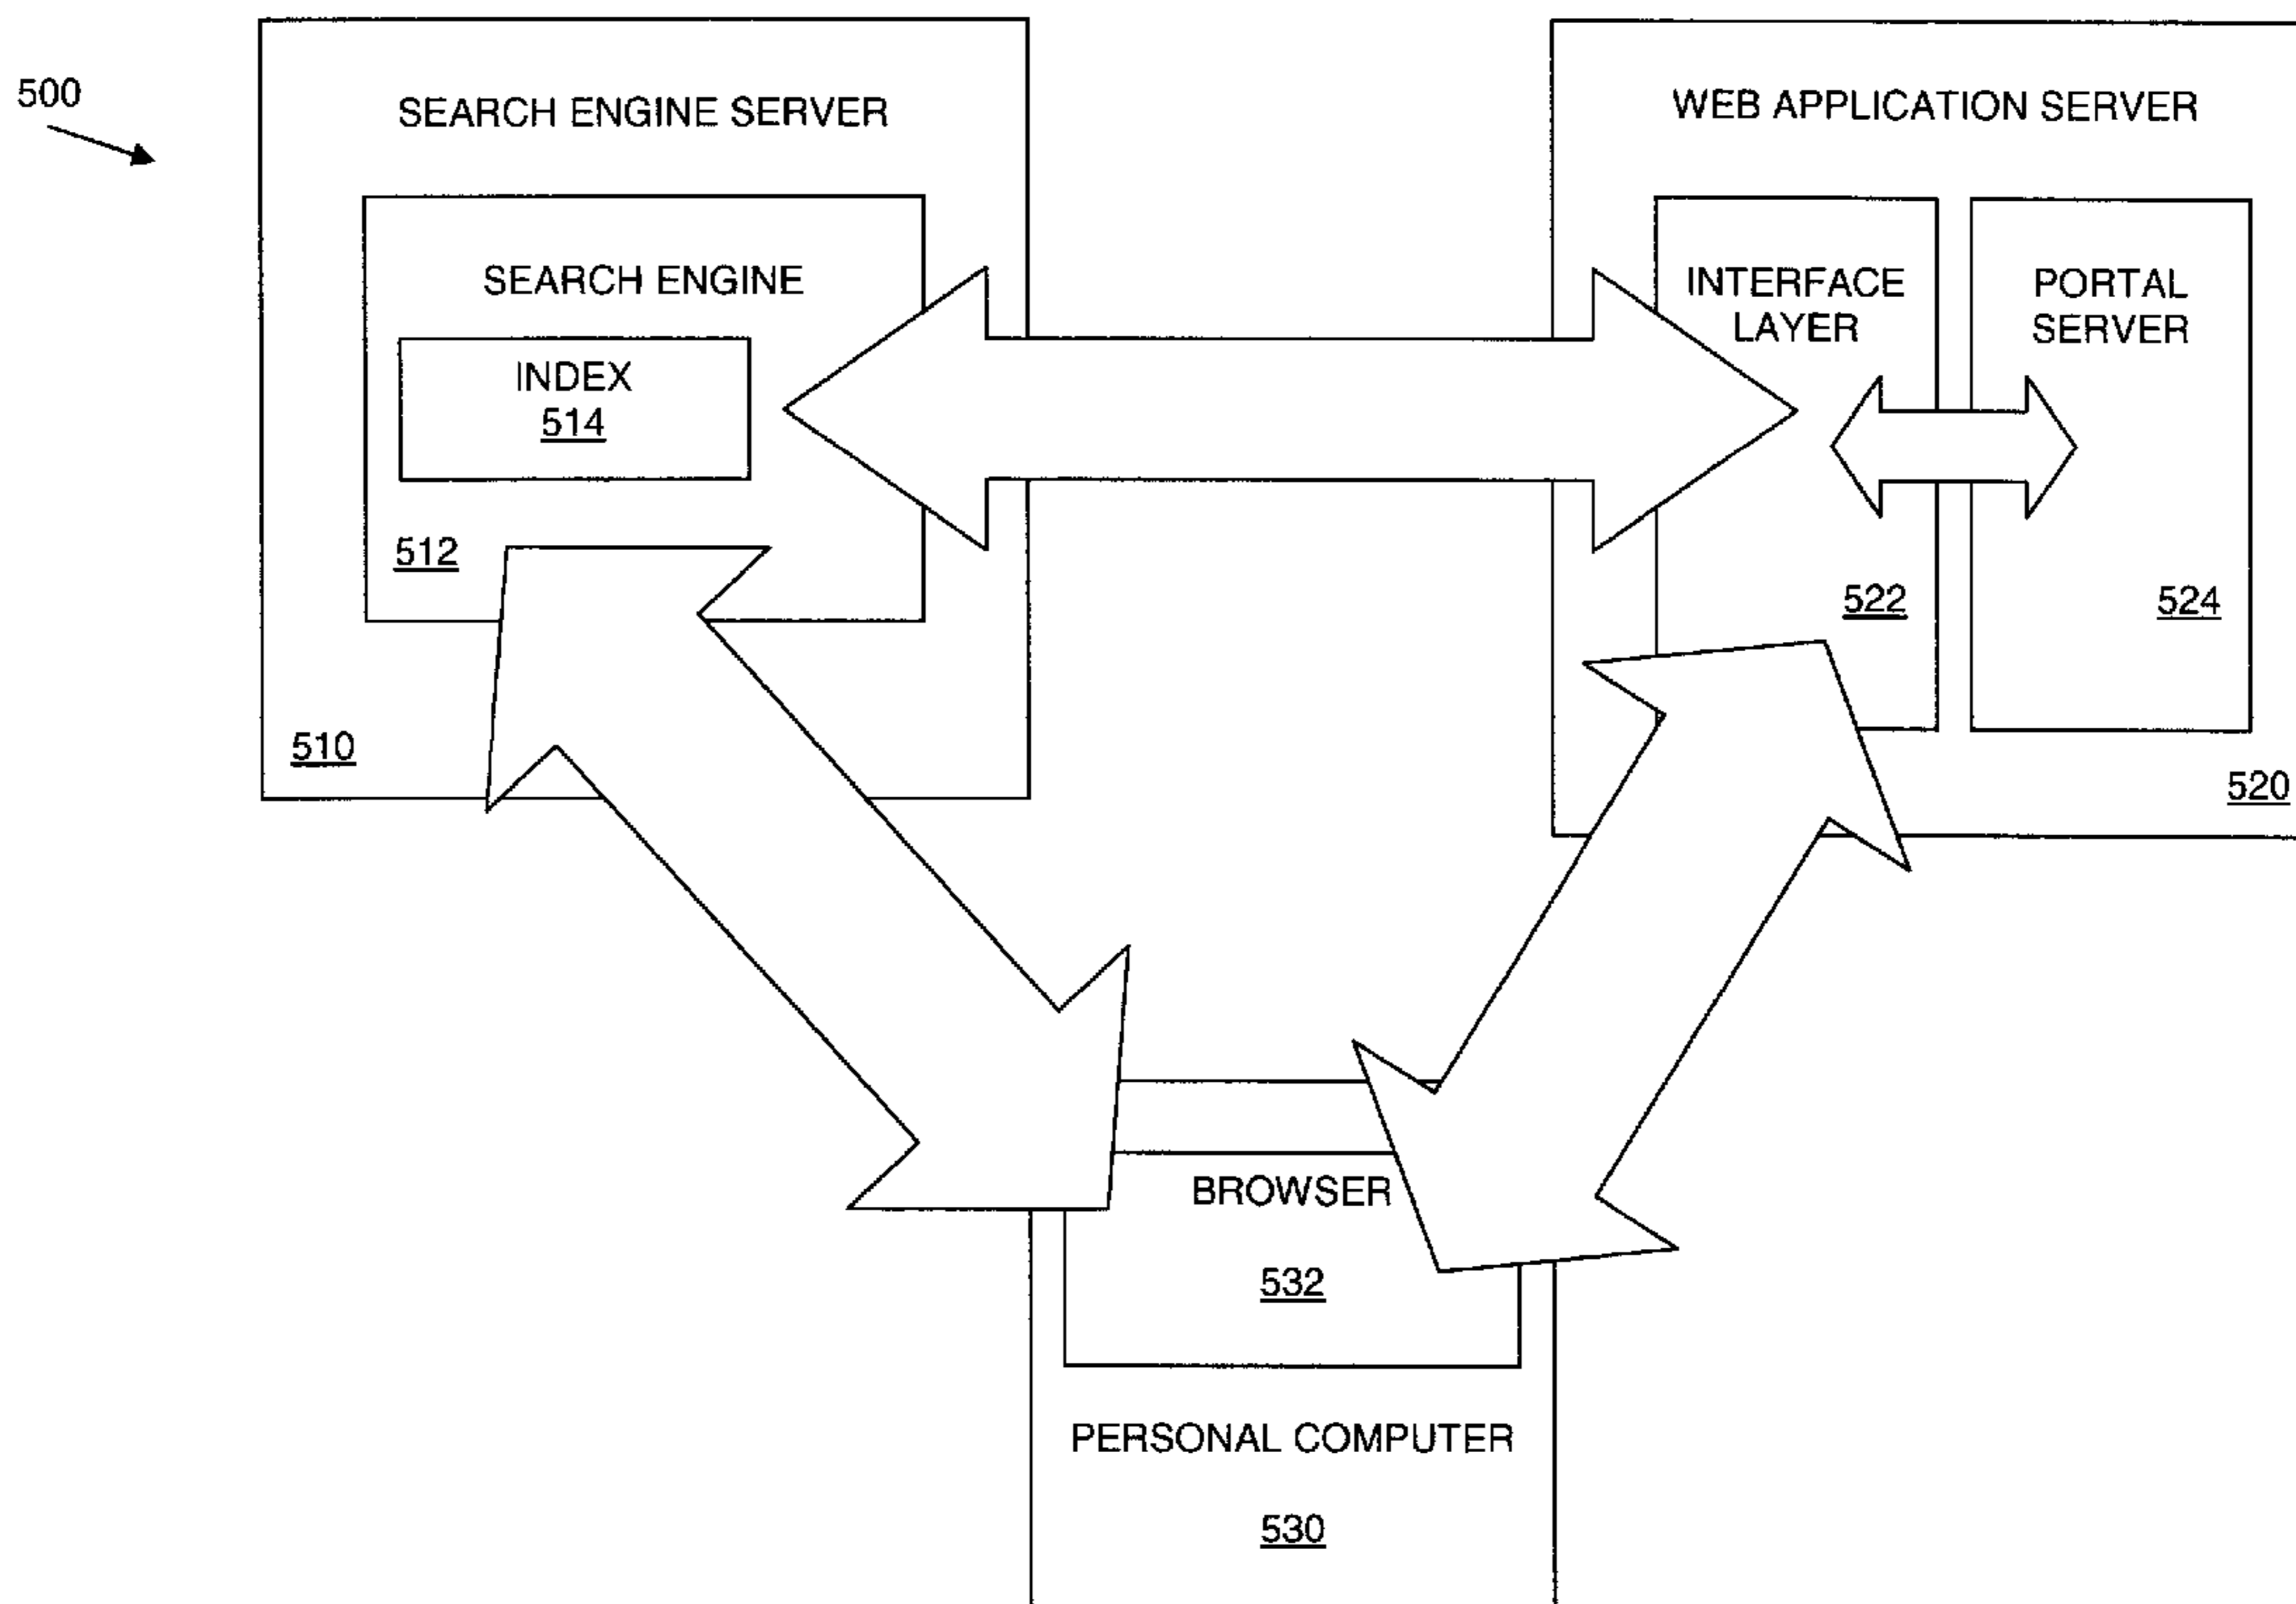 500
SEARCH ENGINE SERVER
SEARCH ENGINE
INDEX
514
512
510
WEB APPLICATION SERVER
INTERFACE
LAYER
522
PORTAL
SERVER
524
520
BROWSER
532
PERSONAL COMPUTER
530